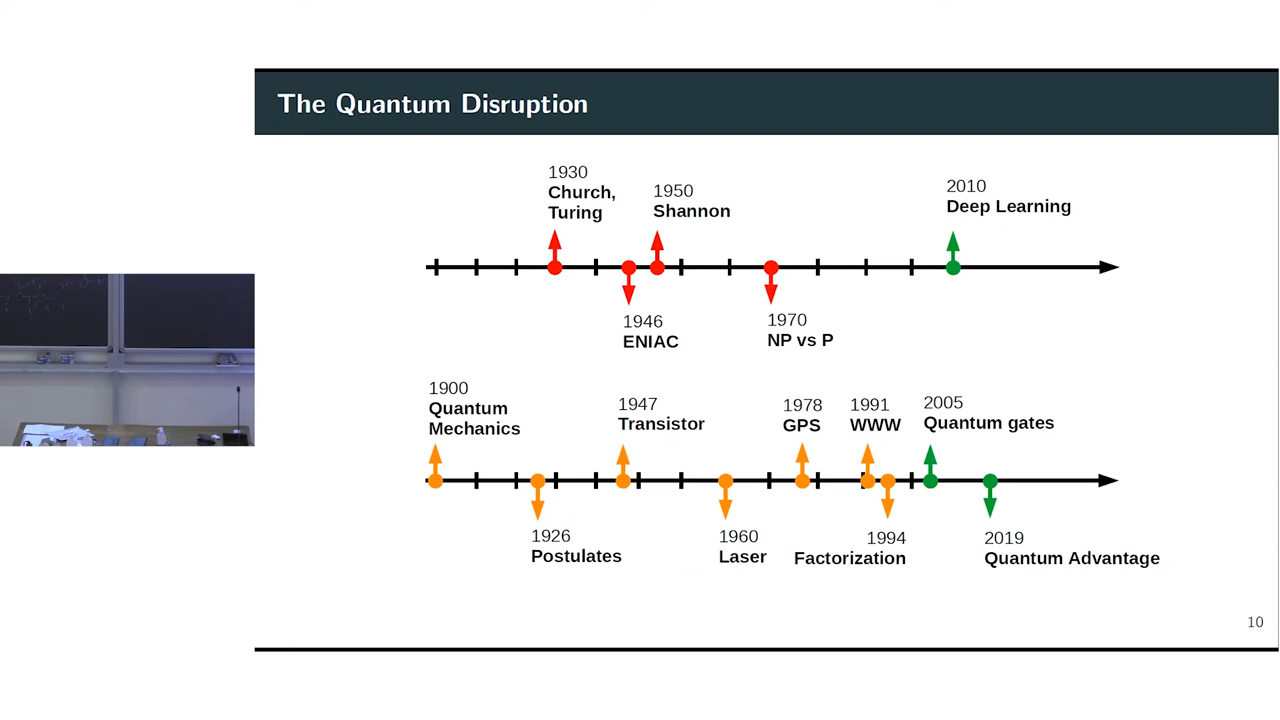 The Quantum Disruption
1930
Church,
Turing
1950
Shannon
2010
Deep Learning
1946
ENIAC
1970
NP vs P
1900
Quantum
Mechanics
1947
Transistor
1978
GPS
1991
WWW
2005
Quantum gates
1926
Postulates
1960
Laser
1994
Factorization
2019
Quantum Advantage
10